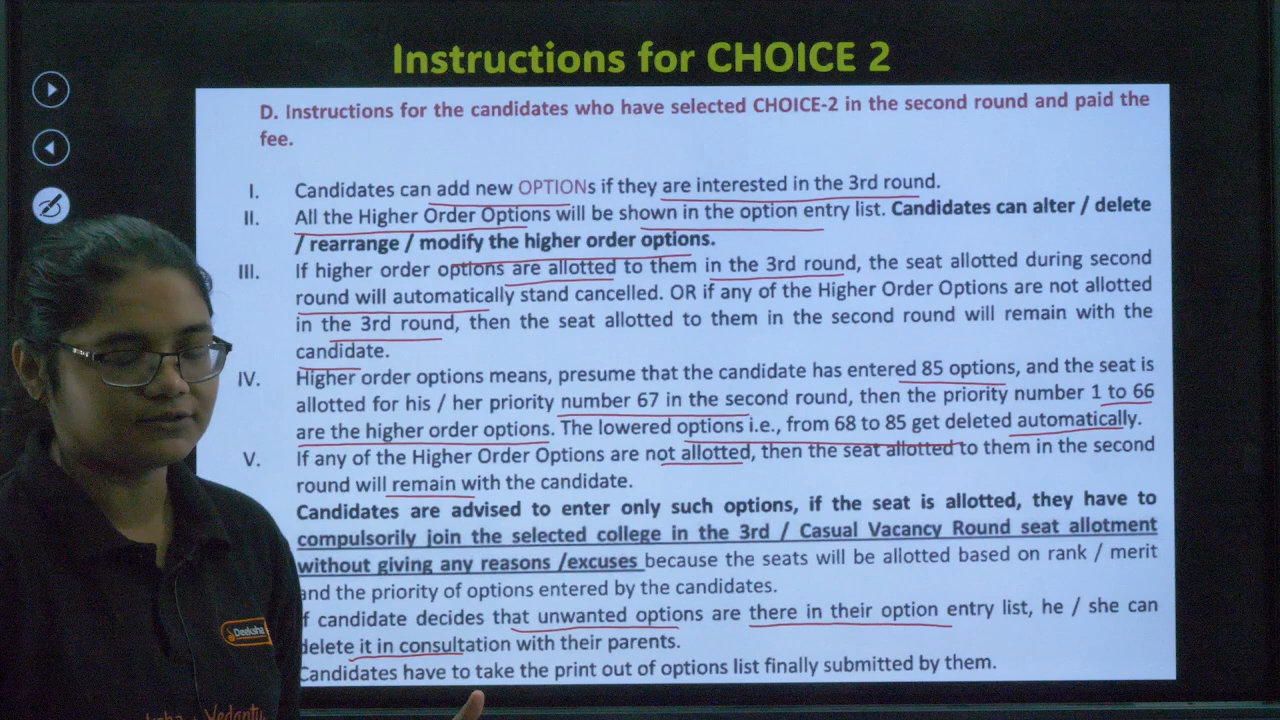 Instructions for CHOICE 2
D. Instructions for the candidates who have selected CHOICE-2 in the second round and paid the
fee.
I. Candidates can add new OPTIONs if they are interested in the 3rd round.
II. All the Higher Order Options will be shown in the option entry list. Candidates can alter / delete
/ rearrange / modify the higher order options.
III. If higher order options are allotted to them in the 3rd round, the seat allotted during second
round will automatically stand cancelled. OR if any of the Higher Order Options are not allotted
in the 3rd round, then the seat allotted to them in the second round will remain with the
candidate.
IV. Higher order options means, presume that the candidate has entered 85 options, and the seat is
allotted for his / her priority number 67 in the second round, then the priority number 1 to 66
are the higher order options. The lowered options i.e., from 68 to 85 get deleted automatically.
V. If any of the Higher Order Options are not allotted, then the seat allotted to them in the second
round will remain with the candidate.
Candidates are advised to enter only such options, if the seat is allotted, they have to
compulsorily join the selected college in the 3rd / Casual Vacancy Round seat allotment
without giving any reasons /excuses because the seats will be allotted based on rank / merit
and the priority of options entered by the candidates.
f candidate decides that unwanted options are there in their option entry list, he / she can
delete it in consultation with their parents.
Candidates have to take the print out of options list finally submitted by them.
Deeksha
Vedantu